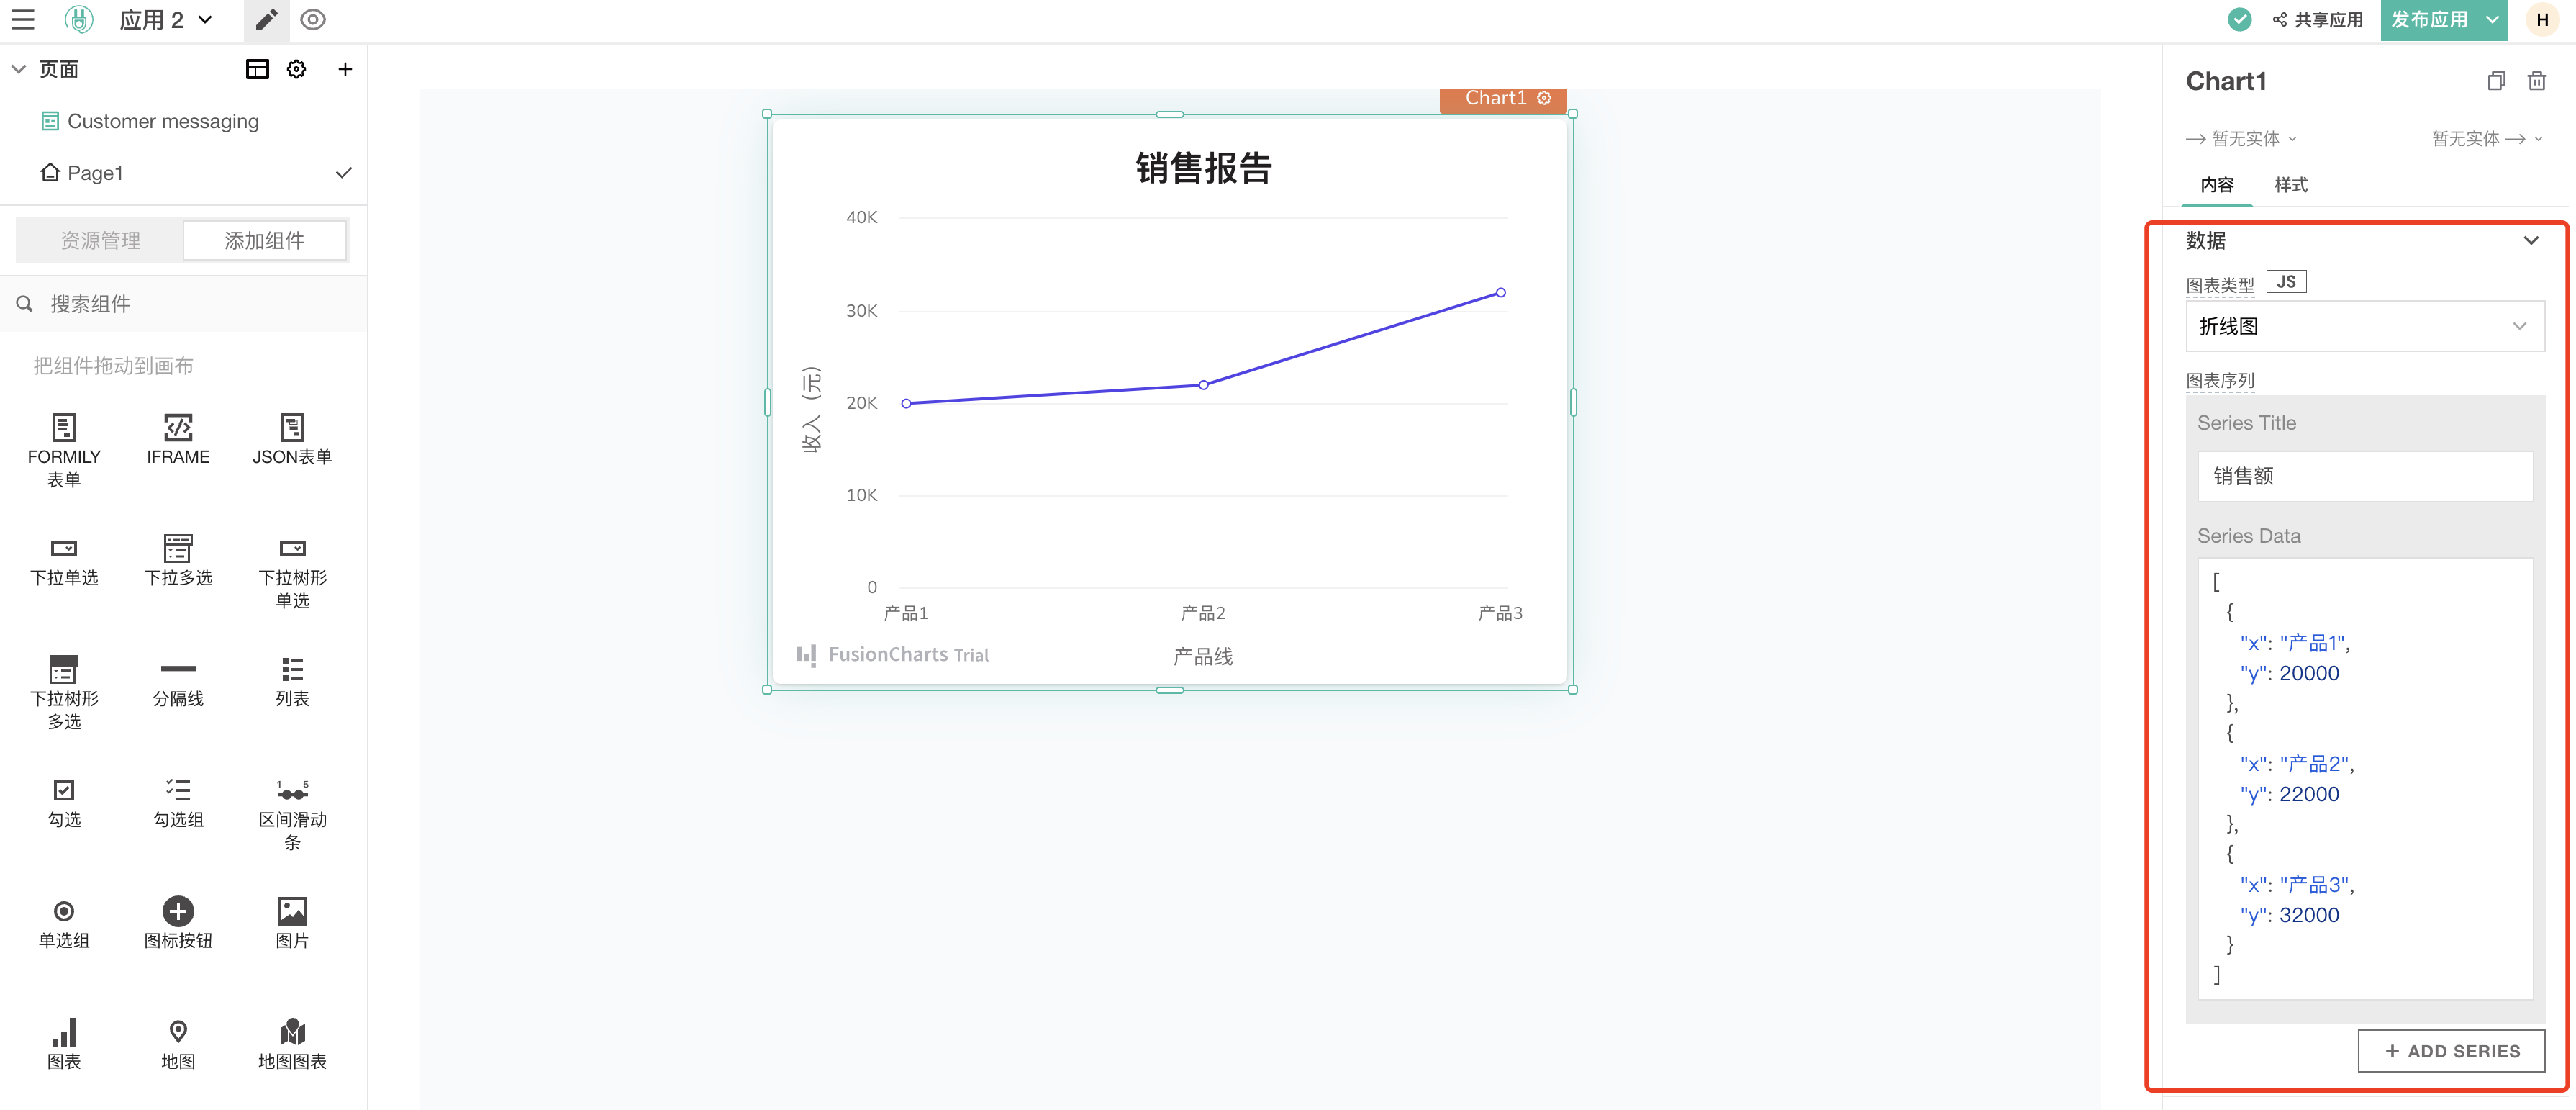 应用 2
共享应用
发布应用
H
页面
Customer messaging
Page1
资源管理
添加组件
搜索组件
把组件拖动到画布
FORMILY
表单
IFRAME
JSON表单
下拉单选
下拉多选
下拉树形
单选
下拉树形
多选
分隔线
列表
勾选
勾选组
1 5
区间滑动
条
单选组
图标按钮
图片
图表
地图
地图图表
Chart1
销售报告
40K
30K
20K
10K
0
收入（元）
产品1
产品2
产品3
FusionCharts Trial
产品线
Chart1
暂无实体
暂无实体
内容
样式
数据
图表类型 JS
折线图
图表序列
Series Title
销售额
Series Data
[
{
"x": "产品1",
"y": 20000
},
{
"x": "产品2",
"y": 22000
},
{
"x": "产品3",
"y": 32000
}
]
+ ADD SERIES